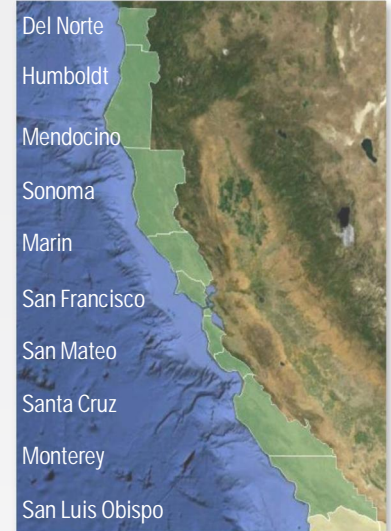 Del Norte
Humboldt
Mendocino
Sonoma
Marin
San Francisco
San Mateo
Santa Cruz
Monterey
San Luis Obispo